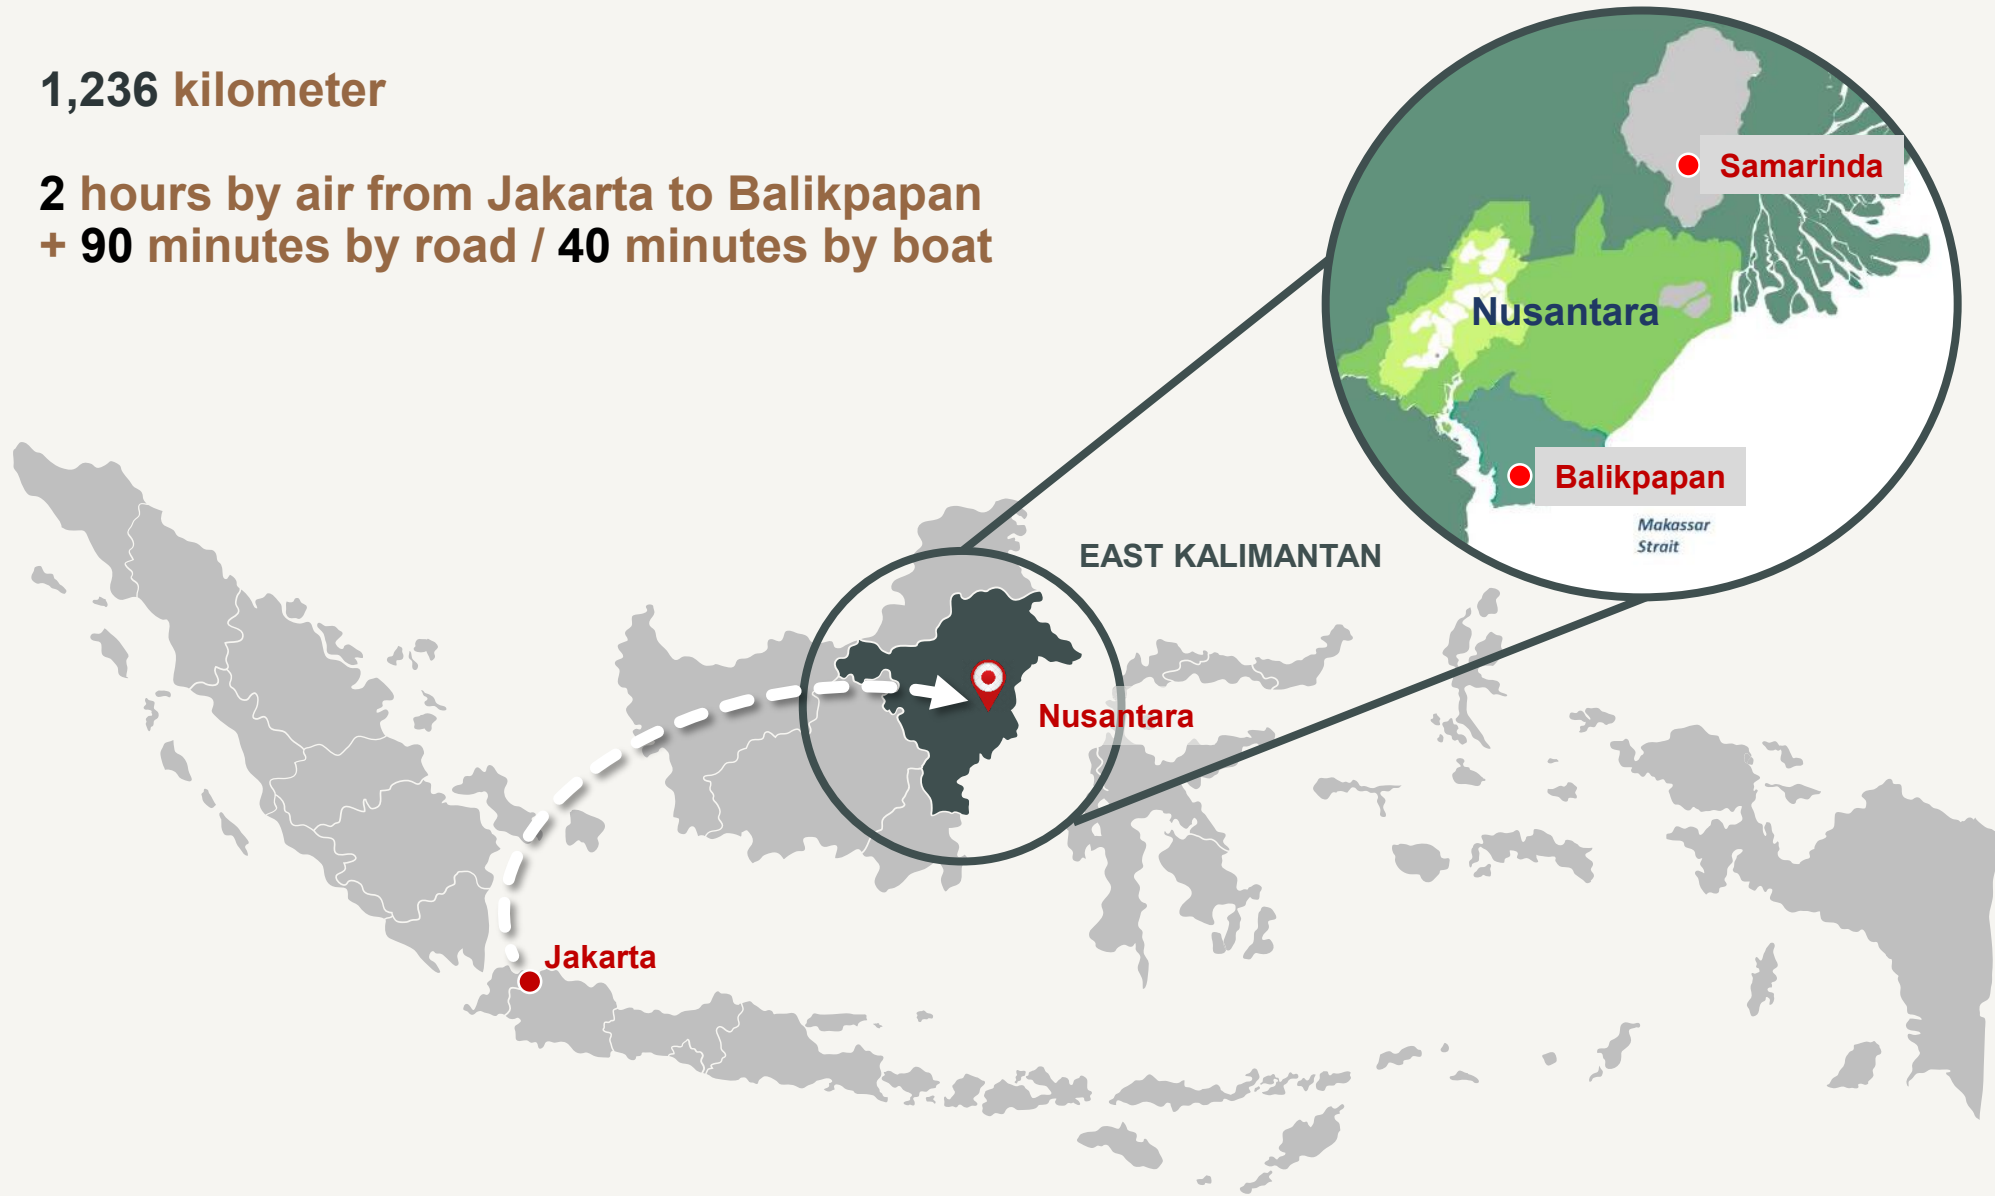 1,236 kilometer
2 hours by air from Jakarta to Balikpapan
+ 90 minutes by road / 40 minutes by boat
Samarinda
Nusantara
Balikpapan
Makassar
Strait
EAST KALIMANTAN
Nusantara
Jakarta